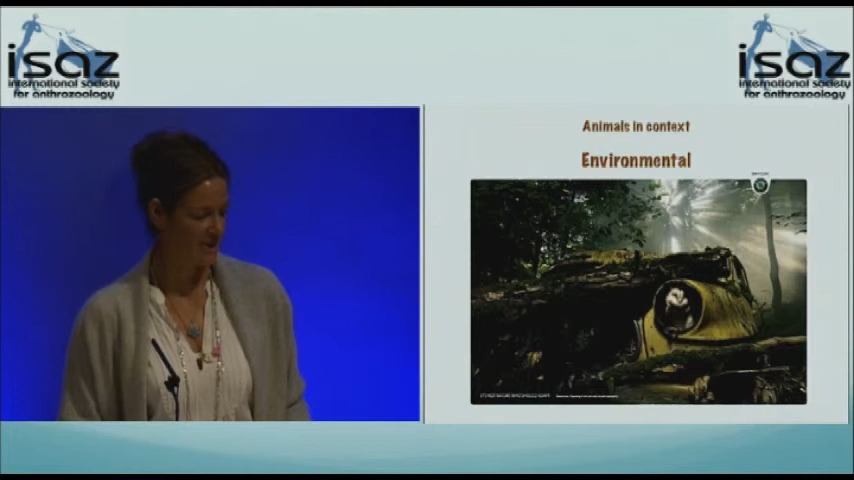 isaz
international society
for anthrozoology
isaz
international society
for anthrozoology
Animals in context
Environmental